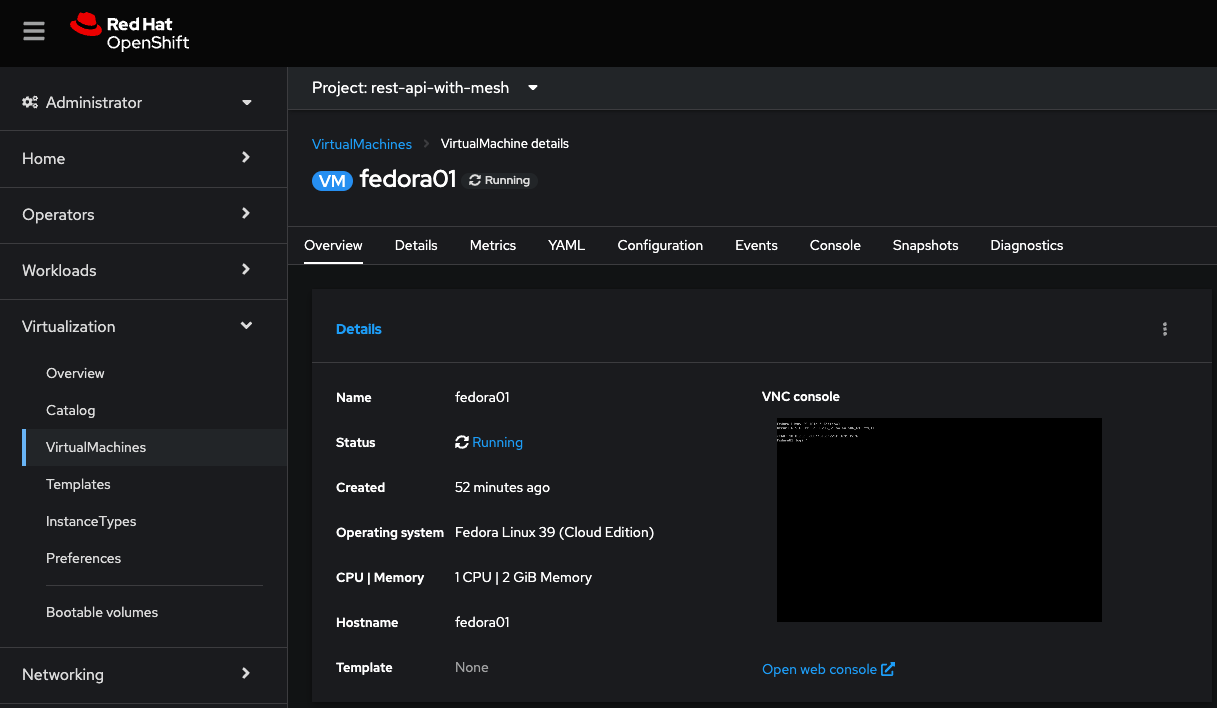 Red Hat
OpenShift
Administrator
Home
Operators
Workloads
Virtualization
Overview
Catalog
VirtualMachines
Templates
InstanceTypes
Preferences
Bootable volumes
Networking
Project: rest-api-with-mesh
VirtualMachines VirtualMachine details
VM fedora01 Running
Overview Details Metrics YAML Configuration Events Console Snapshots Diagnostics
Details
Name fedora01
Status Running
Created 52 minutes ago
Operating system Fedora Linux 39 (Cloud Edition)
CPU | Memory 1 CPU | 2 GiB Memory
Hostname fedora01
Template None
VNC console
Open web console